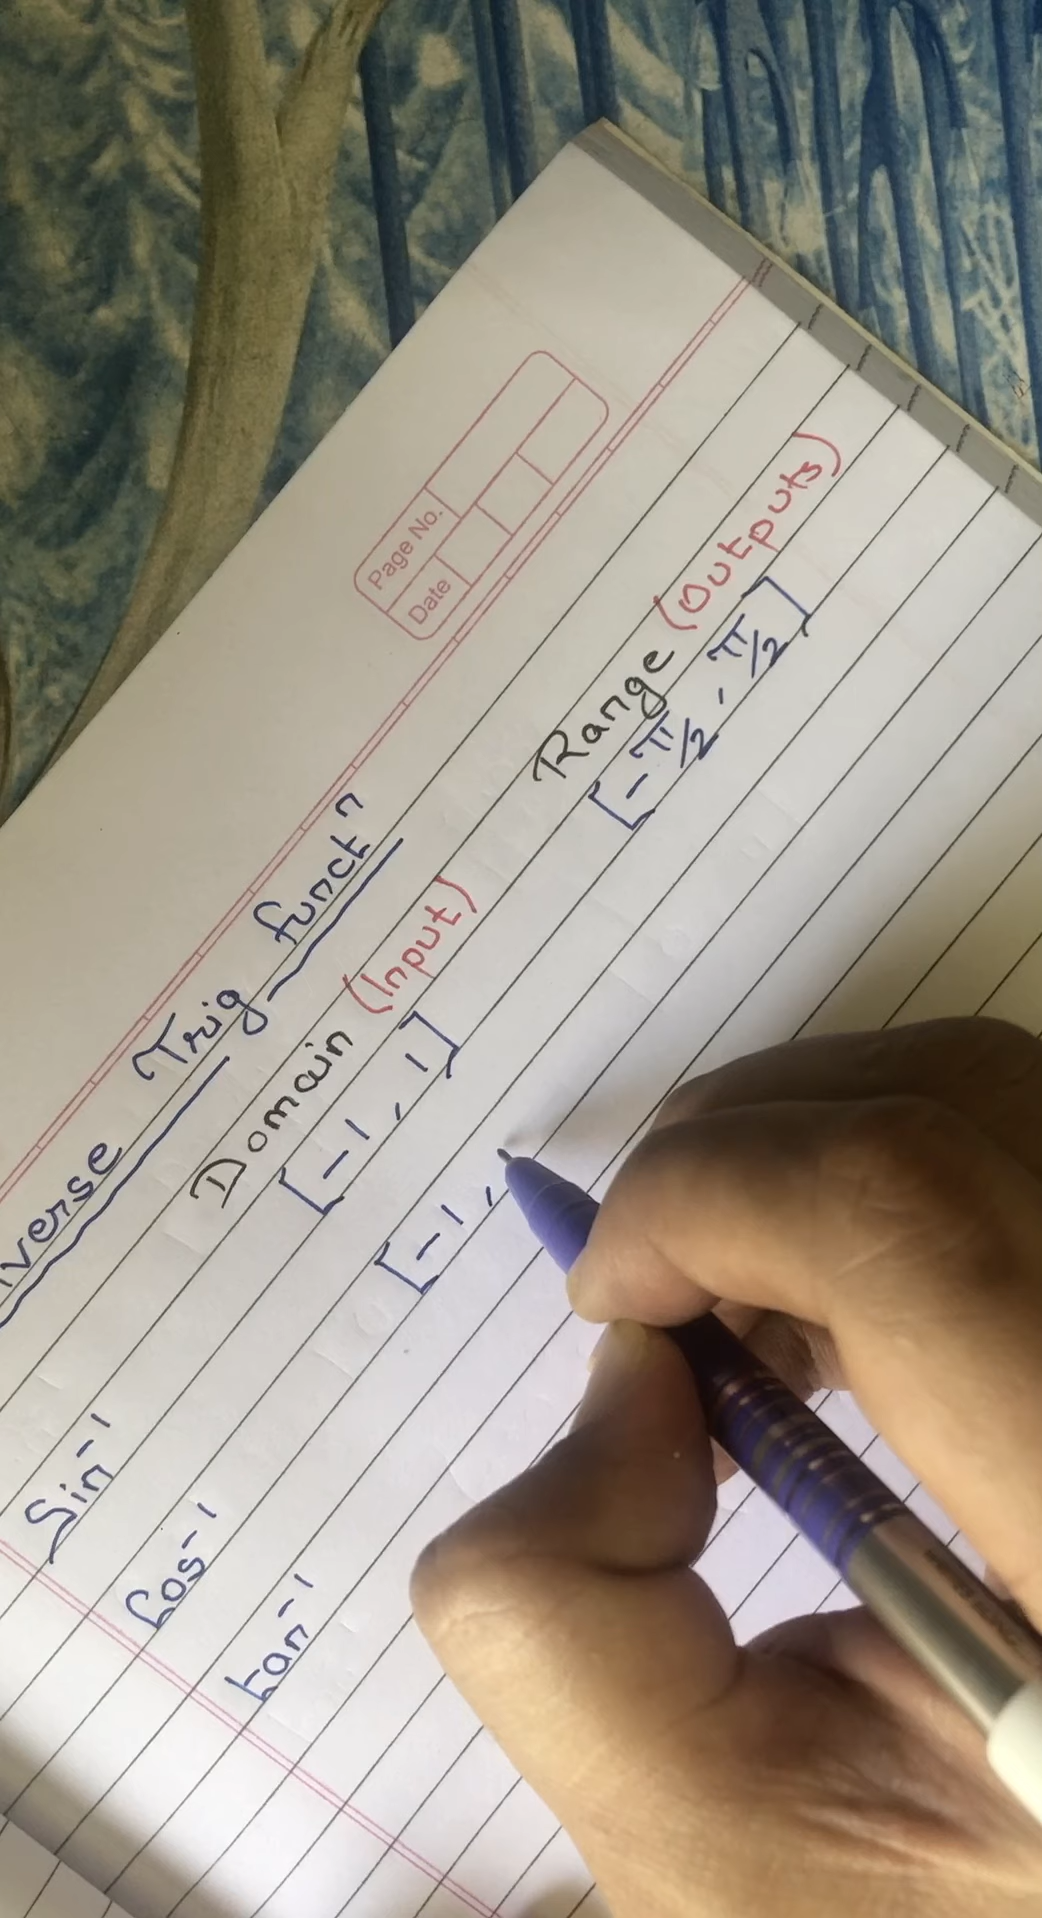 Page No.
Date
verse Trig functⁿ
Domain (Input) Range (Outputs)
Sin⁻¹ [-1, 1] [-π/2, π/2]
Cos⁻¹ [-1,
tan⁻¹